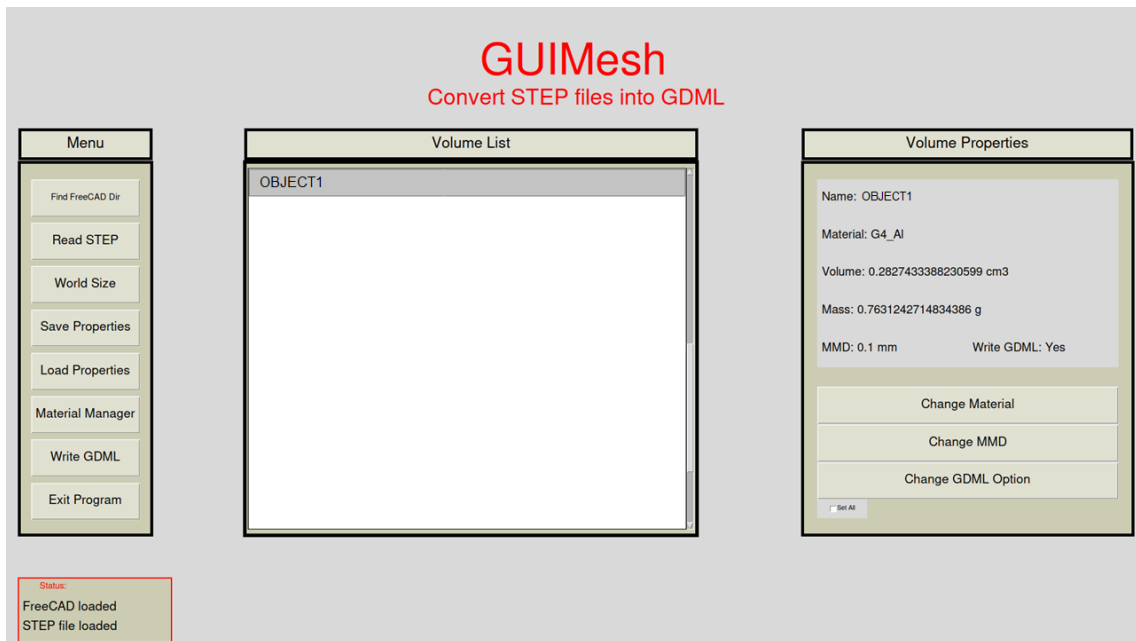 GUIMesh
Convert STEP files into GDML
Menu
Find FreeCAD Dir
Read STEP
World Size
Save Properties
Load Properties
Material Manager
Write GDML
Exit Program
Volume List
OBJECT1
Volume Properties
Name: OBJECT1
Material: G4_Al
Volume: 0.2827433388230599 cm3
Mass: 0.7631242714834386 g
MMD: 0.1 mm Write GDML: Yes
Change Material
Change MMD
Change GDML Option
Set All
Status:
FreeCAD loaded
STEP file loaded